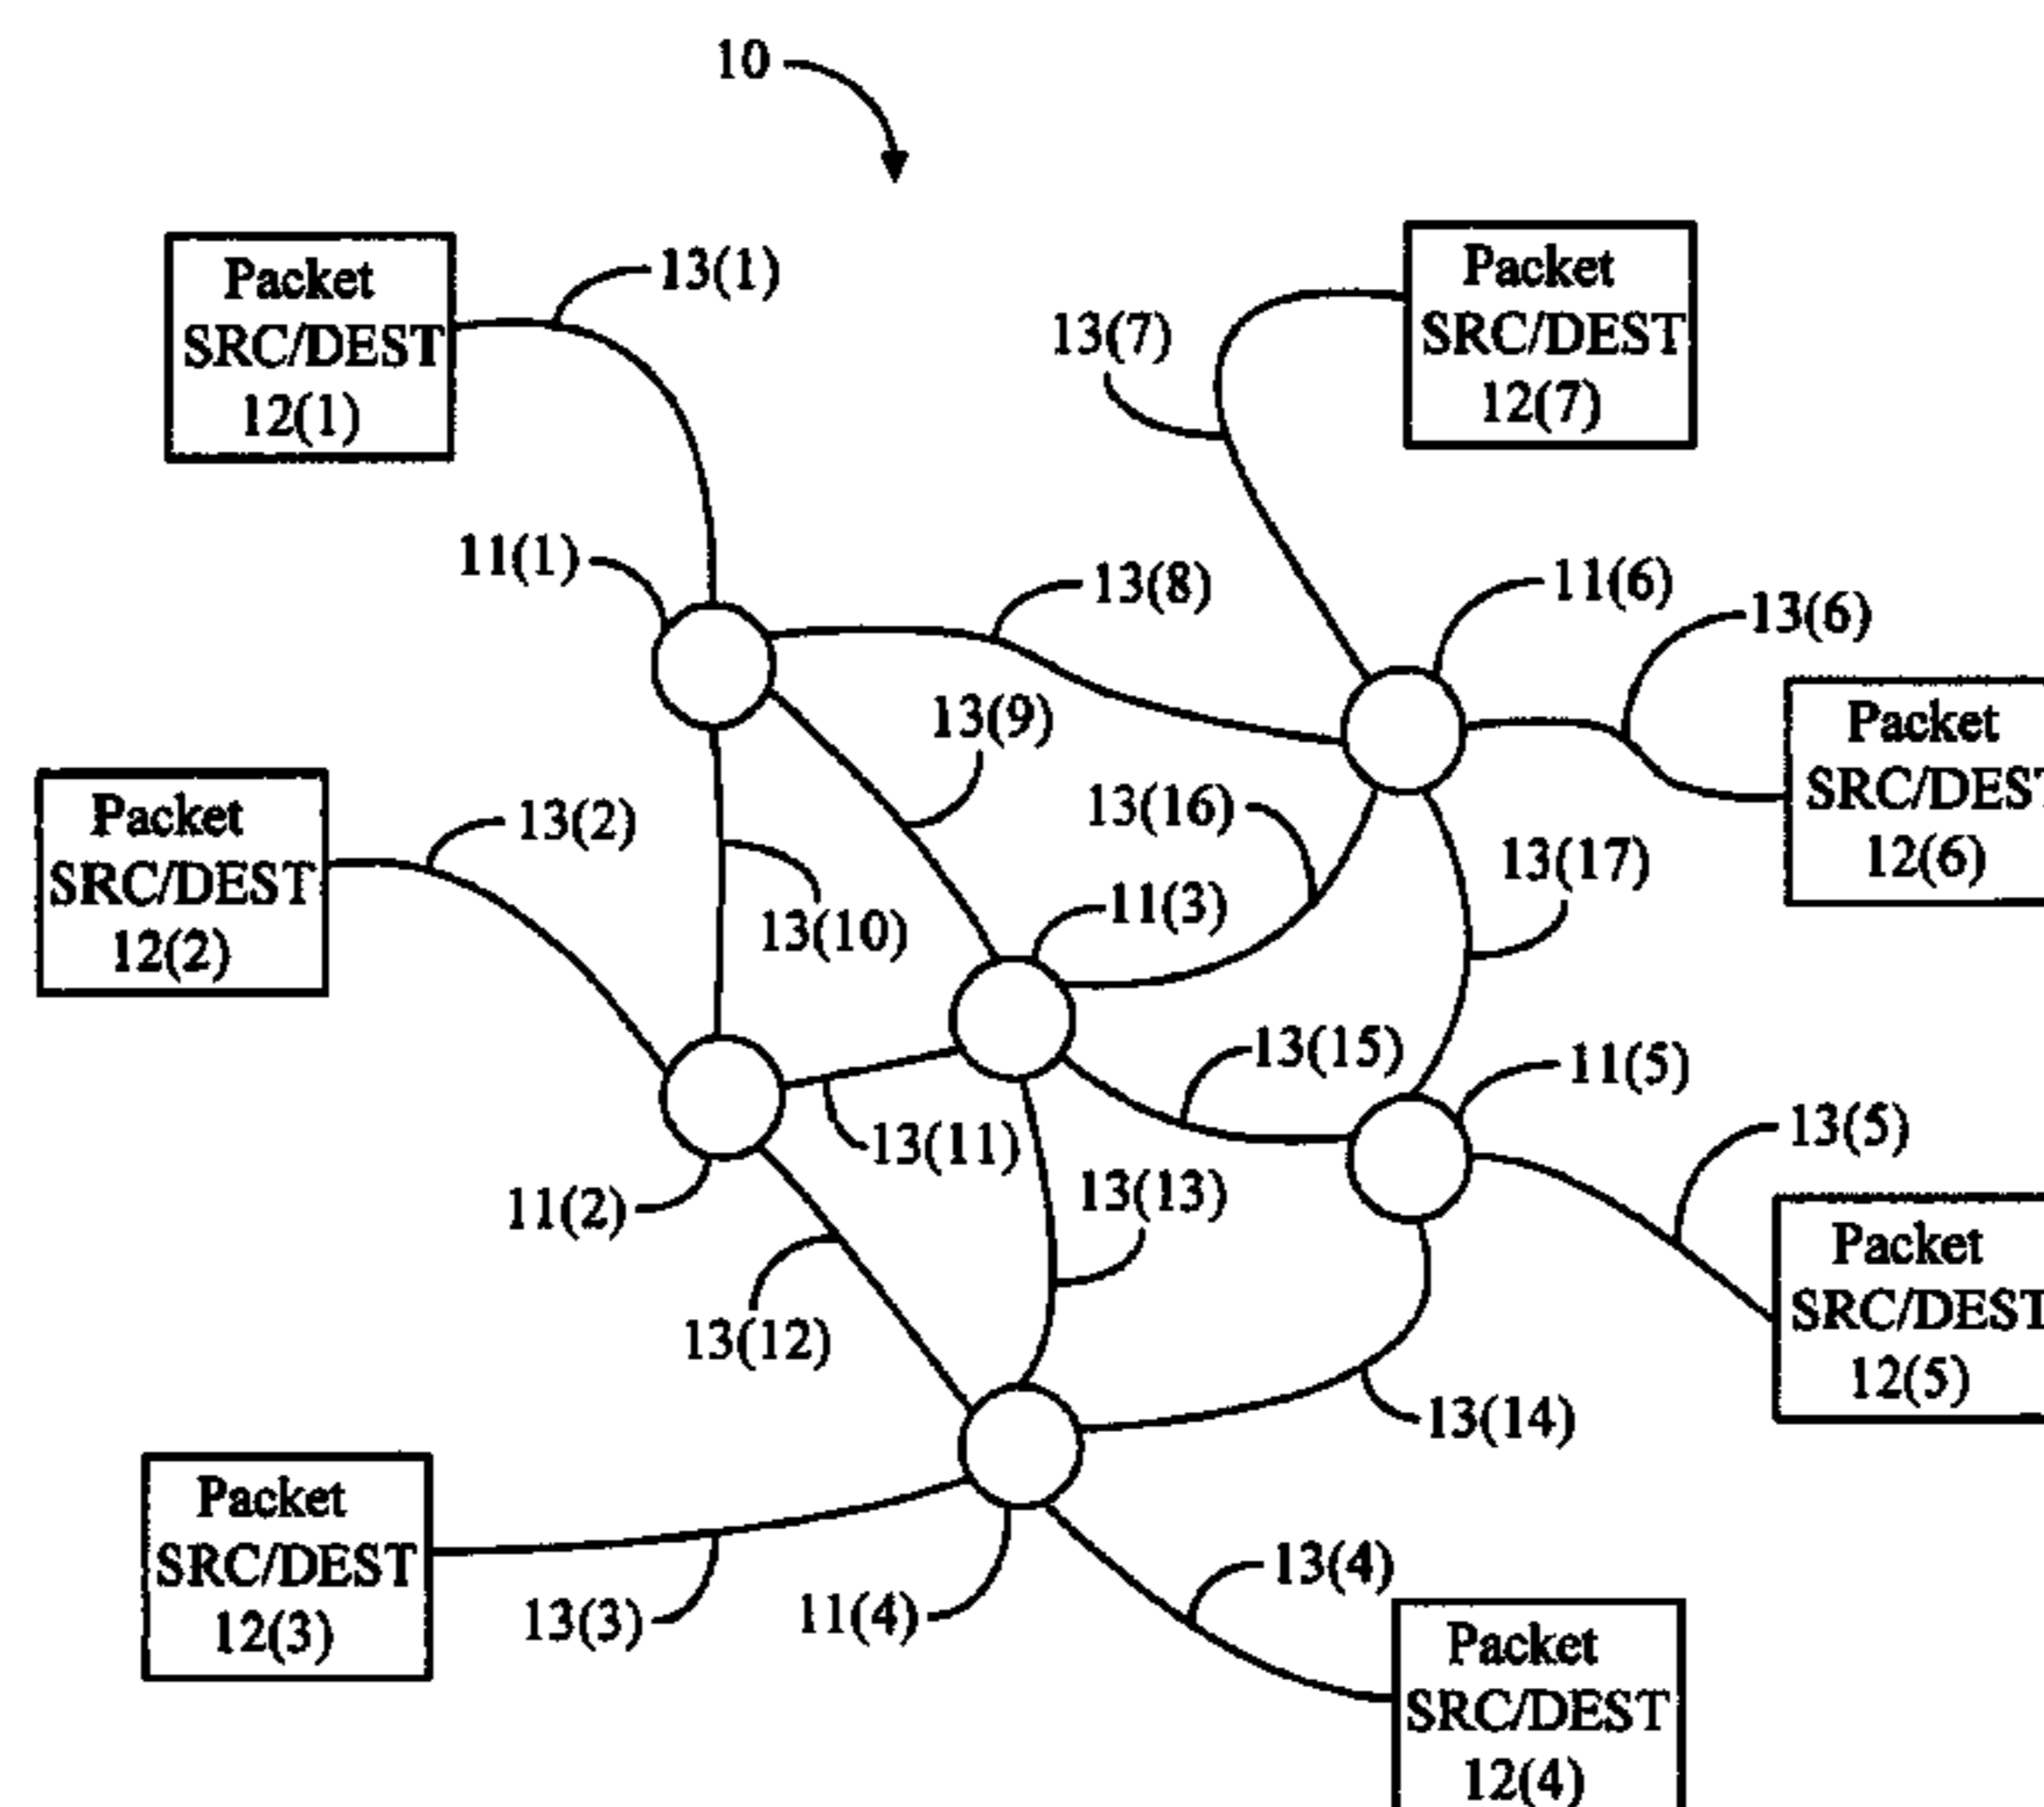 10
Packet
SRC/DEST
12(1)
13(1)
13(7)
Packet
SRC/DEST
12(7)
11(1)
13(8)
11(6)
13(6)
Packet
SRC/DEST
12(6)
13(9)
Packet
SRC/DEST
12(2)
13(2)
13(16)
13(17)
13(10)
11(3)
13(15)
11(5)
13(5)
13(11)
11(2)
13(13)
Packet
SRC/DEST
12(5)
13(12)
13(14)
Packet
SRC/DEST
12(3)
13(3)
11(4)
13(4)
Packet
SRC/DEST
12(4)